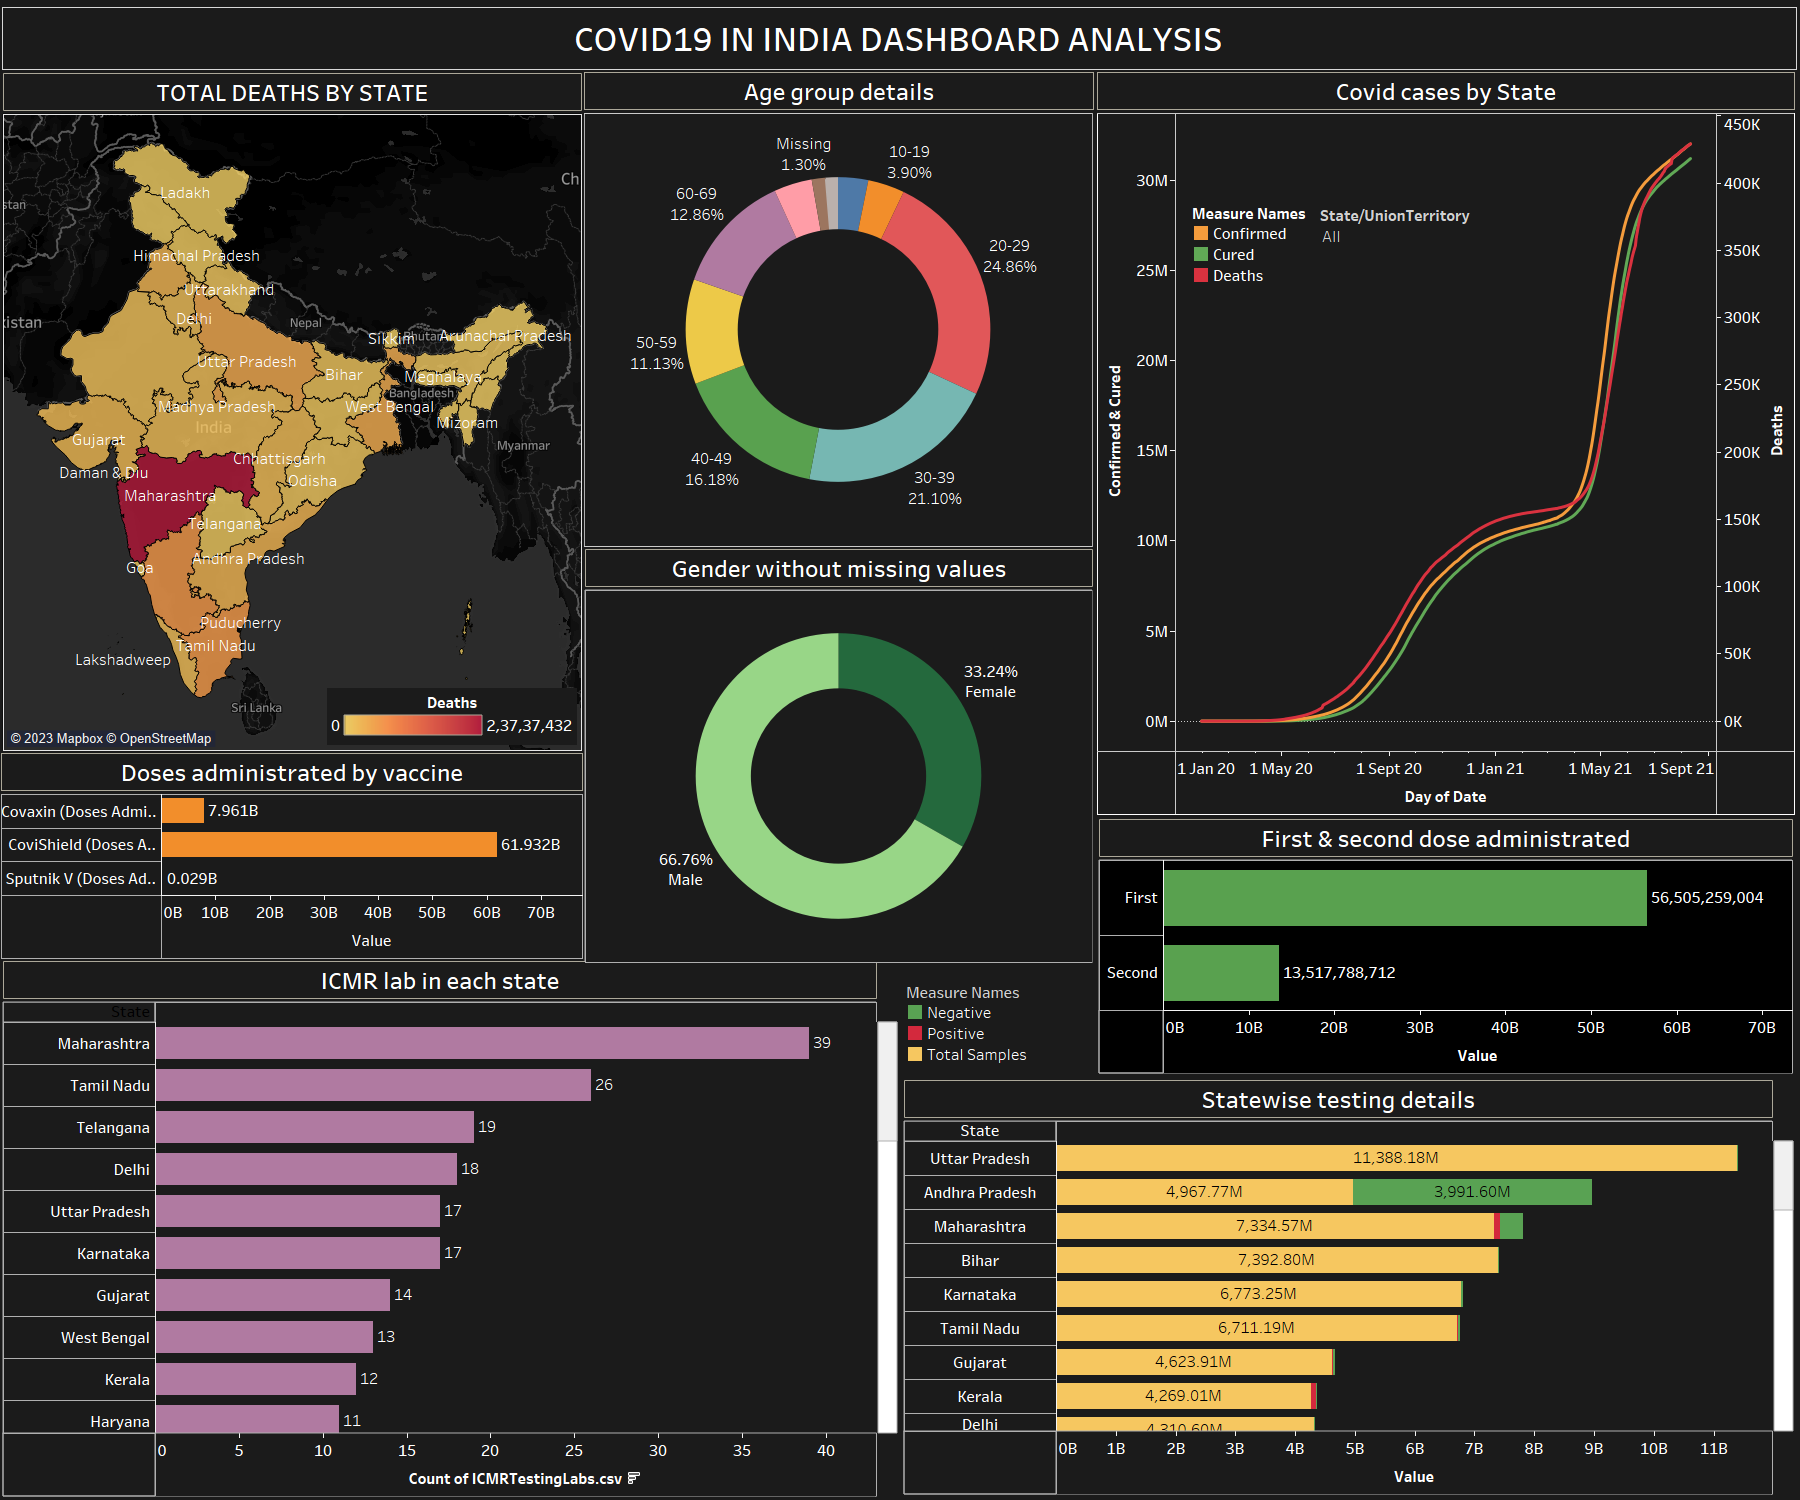 COVID19 IN INDIA DASHBOARD ANALYSIS
TOTAL DEATHS BY STATE
Ch
stan
Ladakh
Himachal Pradesh
Uttarakhand
Delhi
Nepal
istan
Sikkim
Bhutan
Arunachal Pradesh
Uttar Pradesh
Bihar
Meghalaya
Bangladesh
Madhya Pradesh
West Bengal
India
Mizoram
Gujarat
Myanmar
Chhattisgarh
Daman & Diu
Odisha
Maharashtra
Telangana
Andhra Pradesh
Goa
Puducherry
Tamil Nadu
Lakshadweep
Sri Lanka
Deaths
0 2,37,37,432
© 2023 Mapbox © OpenStreetMap
Age group details
Missing
1.30%
10-19
3.90%
60-69
12.86%
20-29
24.86%
50-59
11.13%
40-49
16.18%
30-39
21.10%
Gender without missing values
33.24%
Female
66.76%
Male
Covid cases by State
Measure Names
Confirmed
Cured
Deaths
State/UnionTerritory
All
Confirmed & Cured
30M
25M
20M
15M
10M
5M
0M
450K
400K
350K
300K
250K
200K
150K
100K
50K
0K
Deaths
1 Jan 20 1 May 20 1 Sept 20 1 Jan 21 1 May 21 1 Sept 21
Day of Date
Doses administrated by vaccine
Covaxin (Doses Admi.. 7.961B
CoviShield (Doses A.. 61.932B
Sputnik V (Doses Ad.. 0.029B
0B 10B 20B 30B 40B 50B 60B 70B
Value
First & second dose administrated
First 56,505,259,004
Second 13,517,788,712
0B 10B 20B 30B 40B 50B 60B 70B
Value
ICMR lab in each state
State
Maharashtra 39
Tamil Nadu 26
Telangana 19
Delhi 18
Uttar Pradesh 17
Karnataka 17
Gujarat 14
West Bengal 13
Kerala 12
Haryana 11
0 5 10 15 20 25 30 35 40
Count of ICMRTestingLabs.csv
Measure Names
Negative
Positive
Total Samples
Statewise testing details
State
Uttar Pradesh 11,388.18M
Andhra Pradesh 4,967.77M 3,991.60M
Maharashtra 7,334.57M
Bihar 7,392.80M
Karnataka 6,773.25M
Tamil Nadu 6,711.19M
Gujarat 4,623.91M
Kerala 4,269.01M
Delhi 4,310.60M
0B 1B 2B 3B 4B 5B 6B 7B 8B 9B 10B 11B
Value